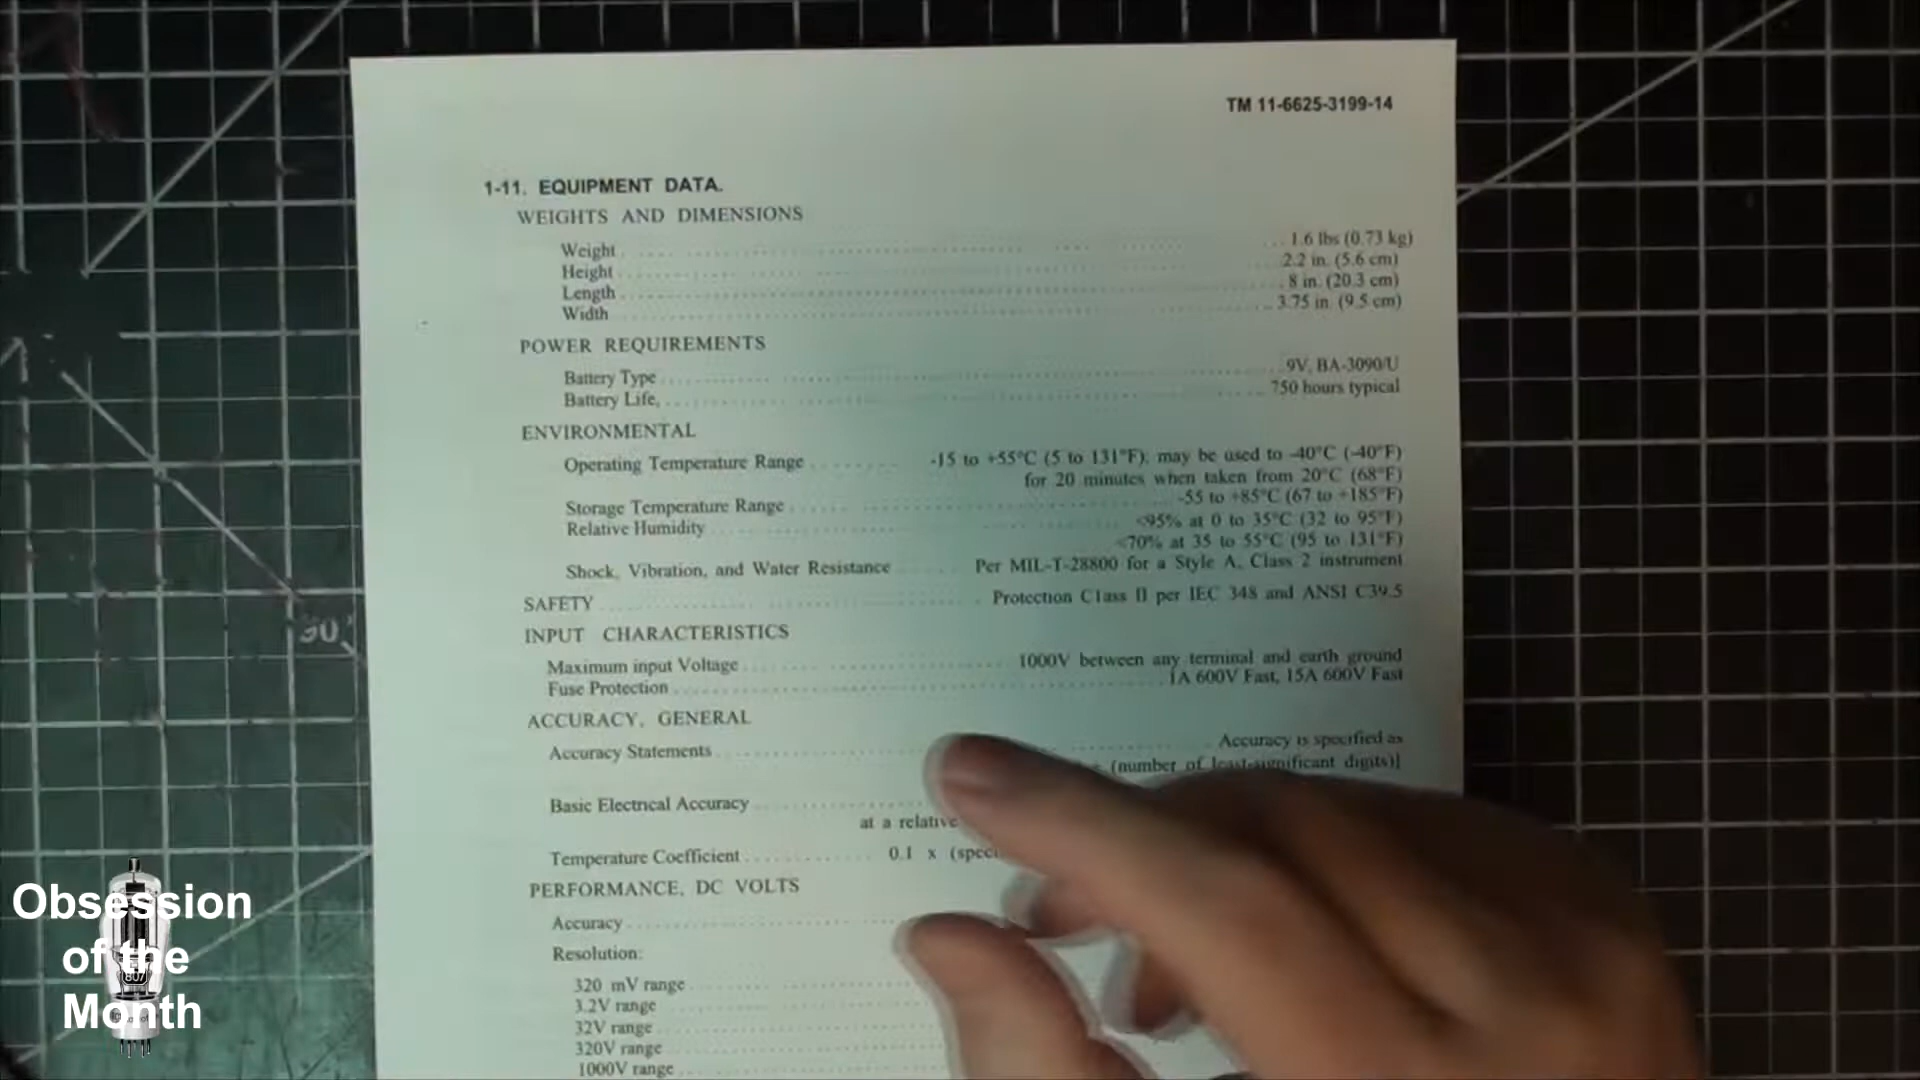 TM 11-6625-3199-14
1-11. EQUIPMENT DATA.
WEIGHTS AND DIMENSIONS
Weight 1.6 lbs (0.73 kg)
Height 2.2 in. (5.6 cm)
Length 8 in. (20.3 cm)
Width 3.75 in. (9.5 cm)
POWER REQUIREMENTS
Battery Type 9V, BA-3090/U
Battery Life, 750 hours typical
ENVIRONMENTAL
Operating Temperature Range -15 to +55°C (5 to 131°F), may be used to -40°C (-40°F)
for 20 minutes when taken from 20°C (68°F)
Storage Temperature Range -55 to +85°C (67 to +185°F)
Relative Humidity <95% at 0 to 35°C (32 to 95°F)
<70% at 35 to 55°C (95 to 131°F)
Shock, Vibration, and Water Resistance Per MIL-T-28800 for a Style A, Class 2 instrument
SAFETY Protection Class II per IEC 348 and ANSI C39.5
INPUT CHARACTERISTICS
Maximum input Voltage 1000V between any terminal and earth ground
Fuse Protection 1A 600V Fast, 15A 600V Fast
ACCURACY, GENERAL
Accuracy Statements Accuracy is specified as
(number of least-significant digits)]
Basic Electrical Accuracy
at a relative
Temperature Coefficient 0.1 x
PERFORMANCE, DC VOLTS
Accuracy
Resolution:
320 mV range
3.2V range
32V range
320V range
1000V range
90
Obsession
of the
Month
807